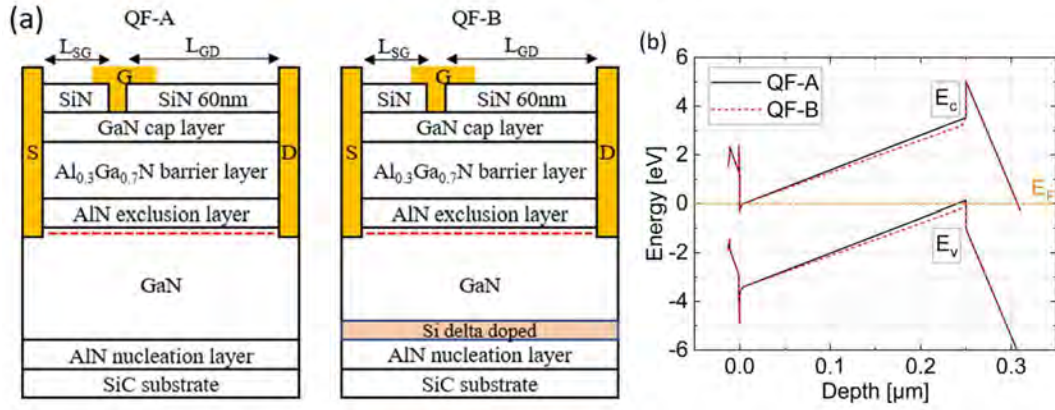 (a)
QF-A
L_SG
L_GD
G
SiN
SiN 60nm
GaN cap layer
S
D
Al0.3Ga0.7N barrier layer
AlN exclusion layer
GaN
AlN nucleation layer
SiC substrate
QF-B
L_SG
L_GD
G
SiN
SiN 60nm
GaN cap layer
S
D
Al0.3Ga0.7N barrier layer
AlN exclusion layer
GaN
Si delta doped
AlN nucleation layer
SiC substrate
(b)
Energy [eV]
6
4
2
0
-2
-4
-6
QF-A
QF-B
E_c
E_F
E_v
0.0
0.1
0.2
0.3
Depth [µm]